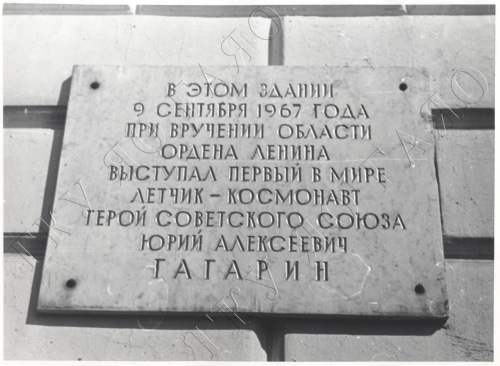 В ЭТОМ ЗДАНИИ
9 СЕНТЯБРЯ 1967 ГОДА
ПРИ ВРУЧЕНИИ ОБЛАСТИ
ОРДЕНА ЛЕНИНА
ВЫСТУПАЛ ПЕРВЫЙ В МИРЕ
ЛЕТЧИК – КОСМОНАВТ
ГЕРОЙ СОВЕТСКОГО СОЮЗА
ЮРИЙ АЛЕКСЕЕВИЧ
ГАГАРИН